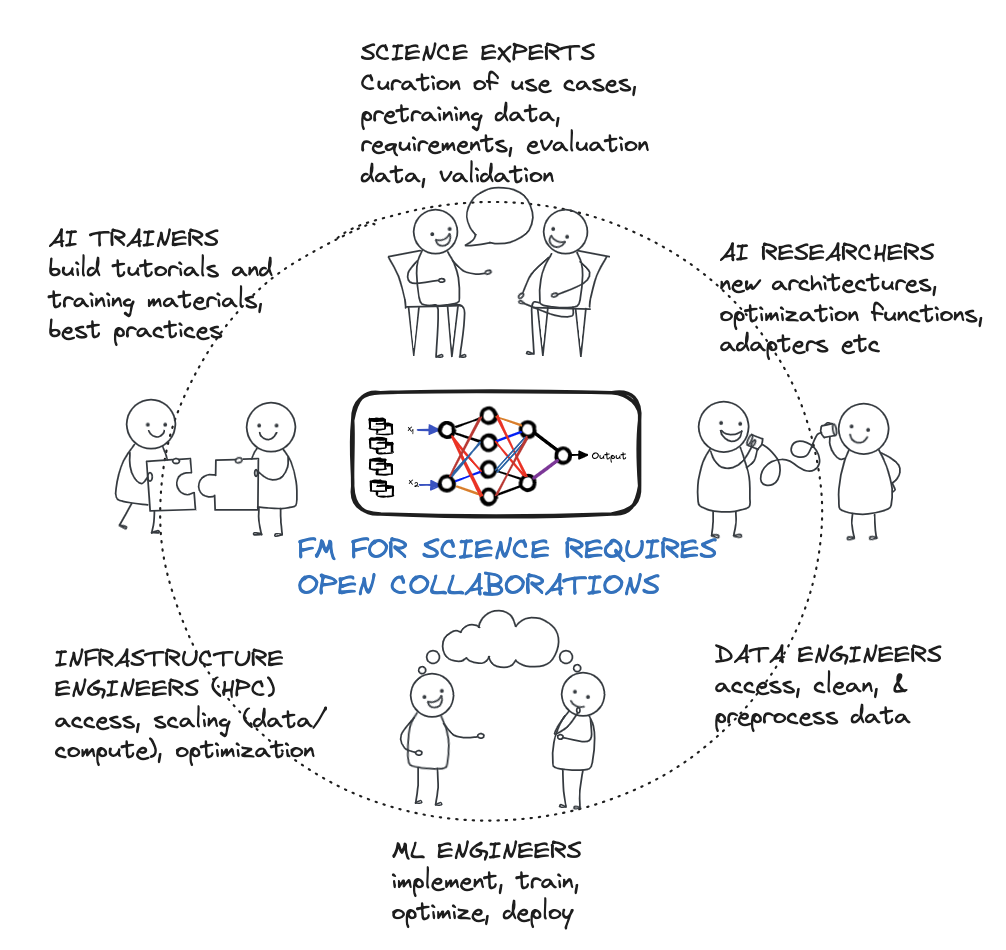 SCIENCE EXPERTS
Curation of use cases,
pretraining data,
requirements, evaluation
data, validation
AI TRAINERS
build tutorials and
training materials,
best practices
AI RESEARCHERS
new architectures,
optimization functions,
adapters etc
x1
x2
Output
FM FOR SCIENCE REQUIRES
OPEN COLLABORATIONS
INFRASTRUCTURE
ENGINEERS (HPC)
access, scaling (data/
compute), optimization
DATA ENGINEERS
access, clean, &
preprocess data
ML ENGINEERS
implement, train,
optimize, deploy